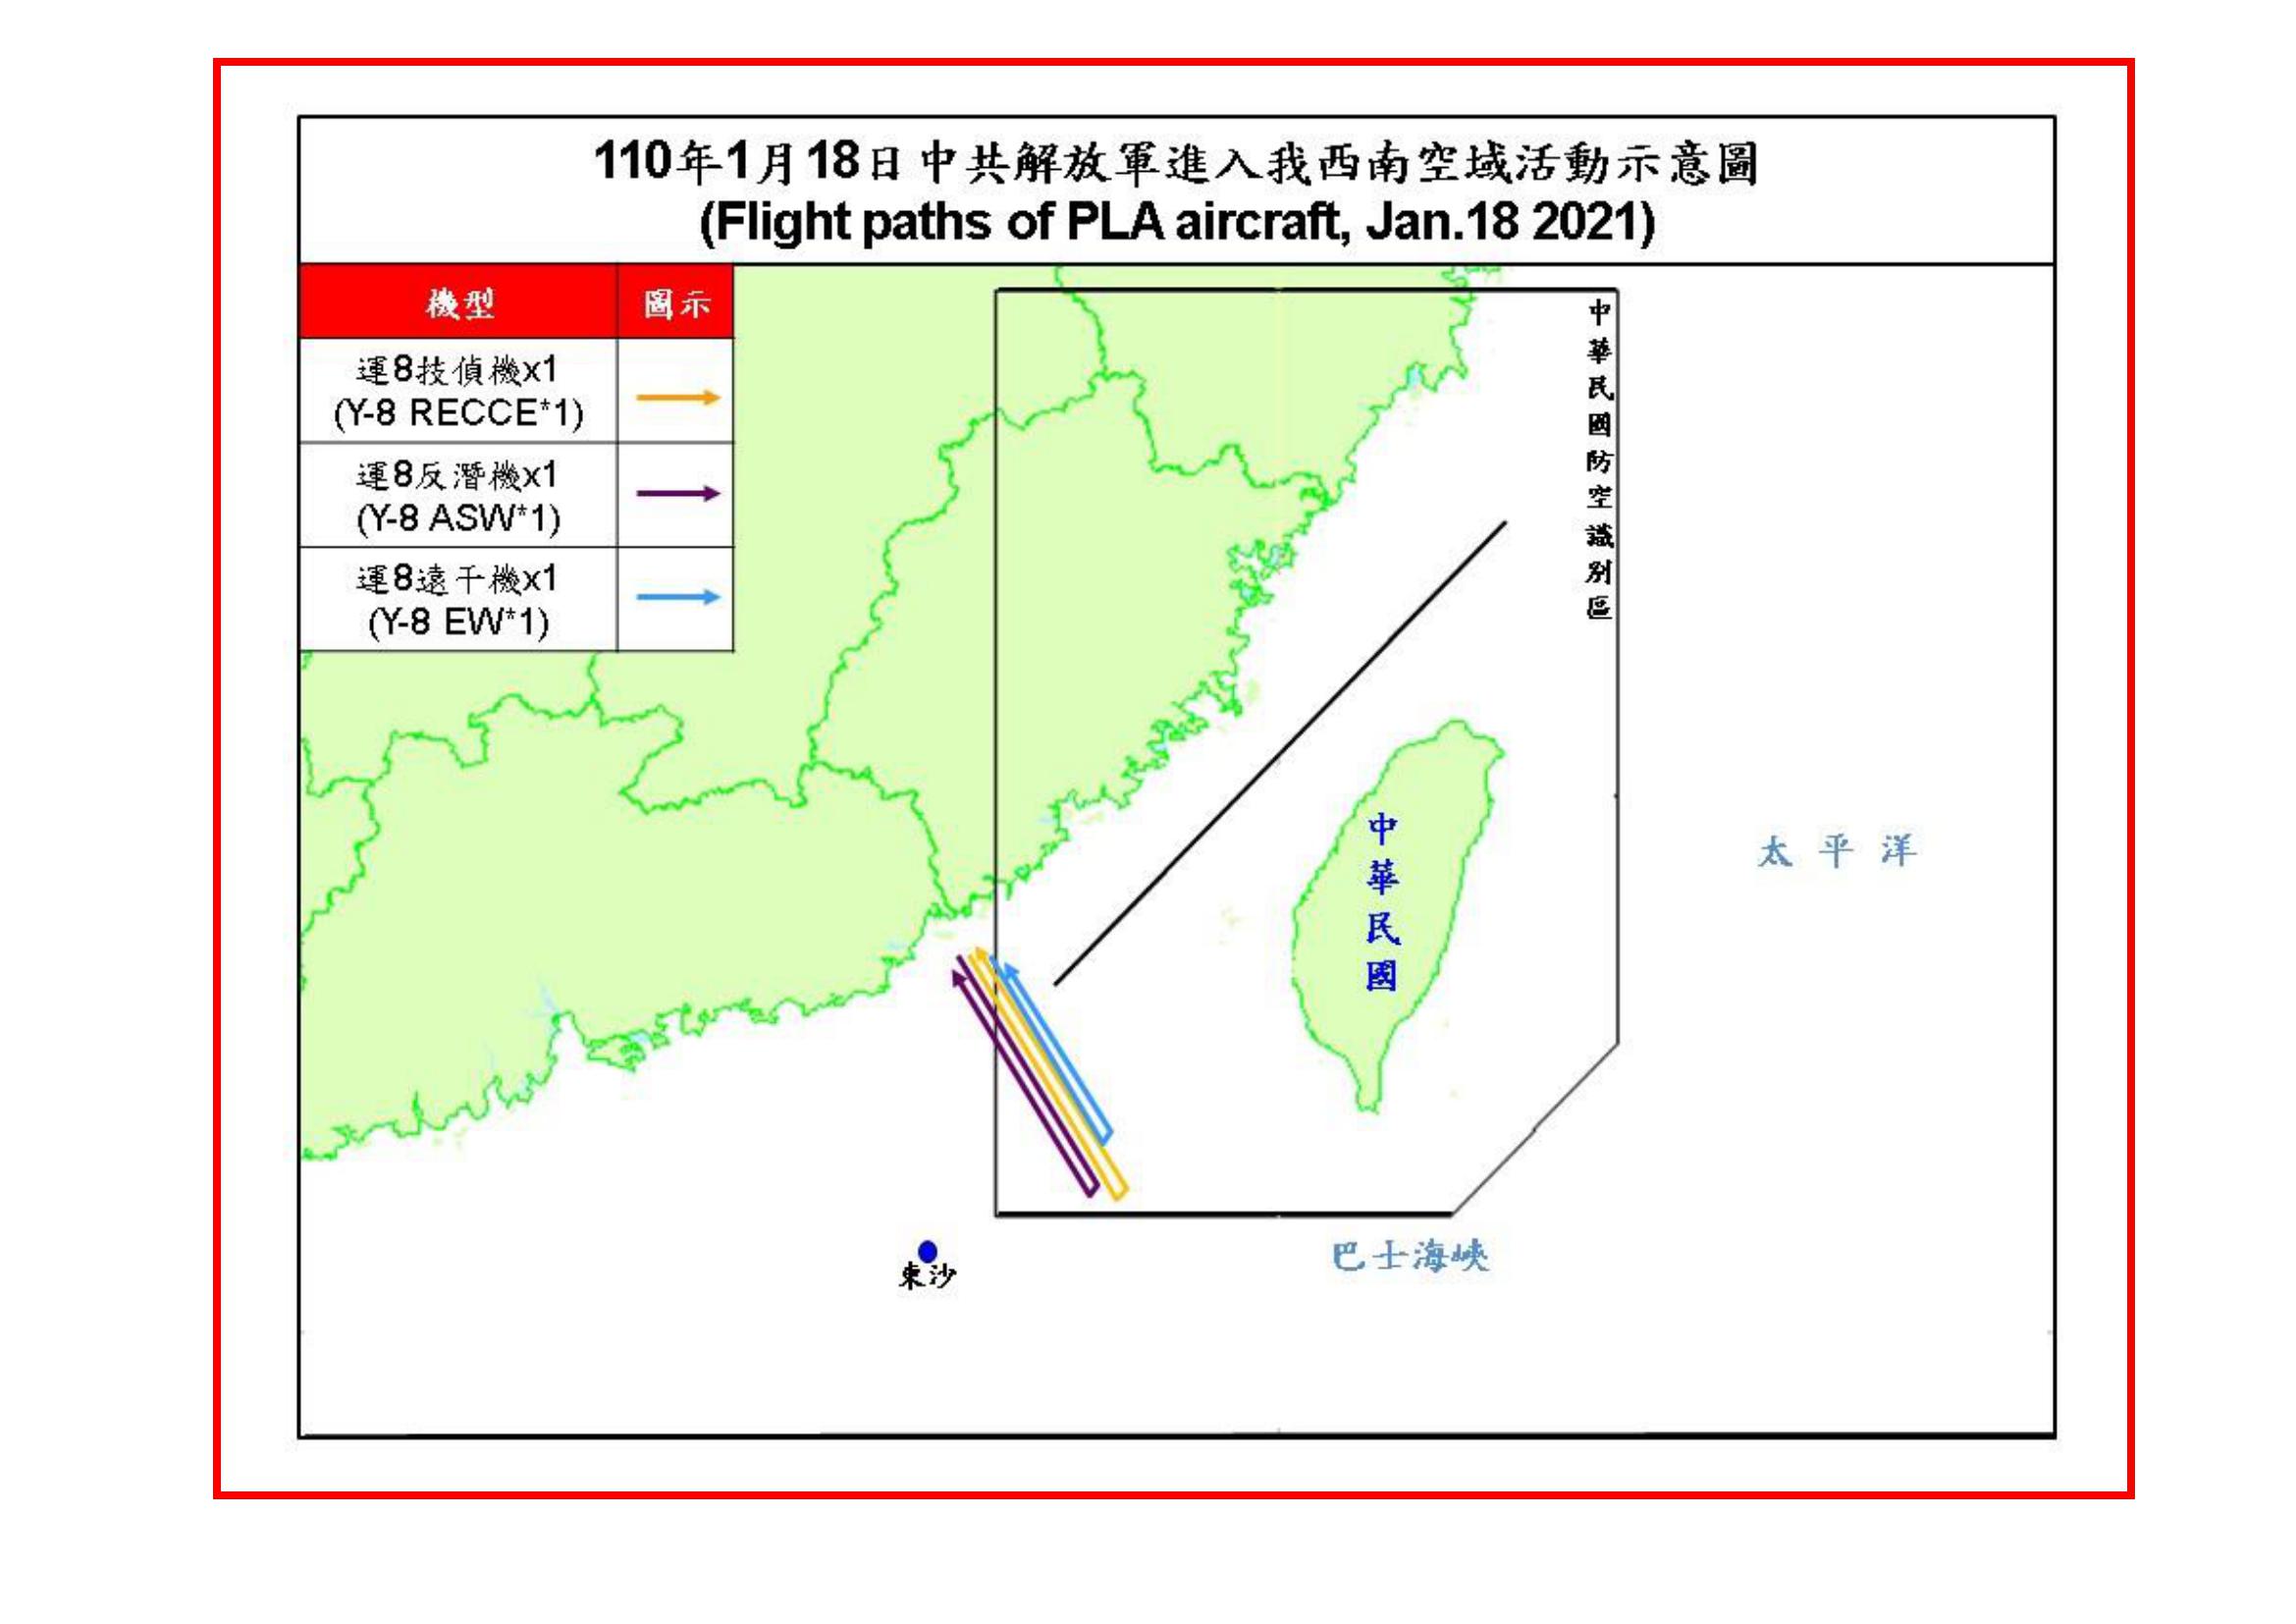 110年1月18日中共解放軍進入我西南空域活動示意圖
(Flight paths of PLA aircraft, Jan.18 2021)
機型 圖示
運8技偵機x1
(Y-8 RECCE*1)
運8反潛機x1
(Y-8 ASW*1)
運8遠干機x1
(Y-8 EW*1)
中華民國防空識別區
中華民國
太平洋
巴士海峽
東沙